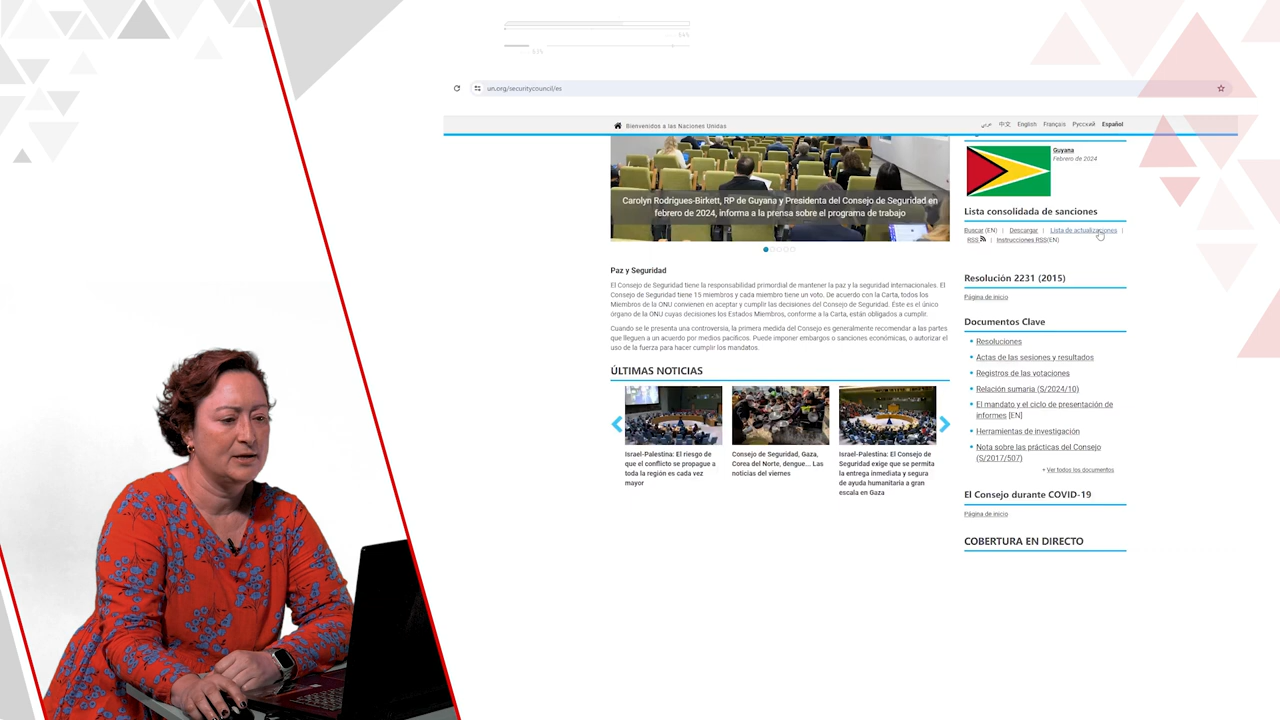 un.org/securitycouncil/es
Bienvenidos a las Naciones Unidas
عربي 中文 English Français Русский Español
Carolyn Rodrigues-Birkett, RP de Guyana y Presidenta del Consejo de Seguridad en
febrero de 2024, informa a la prensa sobre el programa de trabajo
Paz y Seguridad
El Consejo de Seguridad tiene la responsabilidad primordial de mantener la paz y la seguridad internacionales. El
Consejo de Seguridad tiene 15 miembros y cada miembro tiene un voto. De acuerdo con la Carta, todos los
Miembros de la ONU convienen en aceptar y cumplir las decisiones del Consejo de Seguridad. Éste es el único
órgano de la ONU cuyas decisiones los Estados Miembros, conforme a la Carta, están obligados a cumplir.
Cuando se le presenta una controversia, la primera medida del Consejo es generalmente recomendar a las partes
que lleguen a un acuerdo por medios pacíficos. Puede imponer embargos o sanciones económicas, o autorizar el
uso de la fuerza para hacer cumplir los mandatos.
ÚLTIMAS NOTICIAS
Israel-Palestina: El riesgo de
que el conflicto se propague a
toda la región es cada vez
mayor
Consejo de Seguridad, Gaza,
Corea del Norte, dengue... Las
noticias del viernes
Israel-Palestina: El Consejo de
Seguridad exige que se permita
la entrega inmediata y segura
de ayuda humanitaria a gran
escala en Gaza
Guyana
Febrero de 2024
Lista consolidada de sanciones
Buscar (EN) | Descargar | Lista de actualizaciones |
RSS | Instrucciones RSS(EN)
Resolución 2231 (2015)
Página de inicio
Documentos Clave
• Resoluciones
• Actas de las sesiones y resultados
• Registros de las votaciones
• Relación sumaria (S/2024/10)
• El mandato y el ciclo de presentación de
informes [EN]
• Herramientas de investigación
• Nota sobre las prácticas del Consejo
(S/2017/507)
• Ver todos los documentos
El Consejo durante COVID-19
Página de inicio
COBERTURA EN DIRECTO